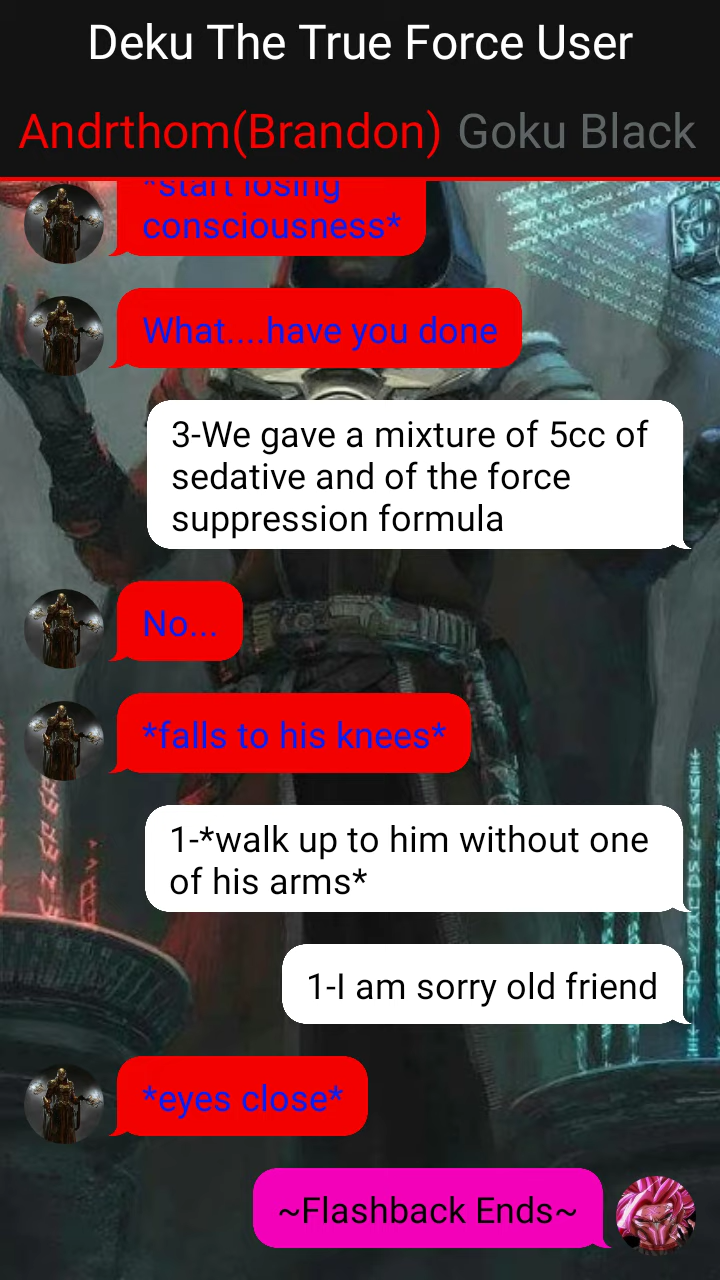 Deku The True Force User
Andrthom(Brandon) Goku Black
*start losing
consciousness*
What....have you done
3-We gave a mixture of 5cc of
sedative and of the force
suppression formula
No...
*falls to his knees*
1-*walk up to him without one
of his arms*
1-I am sorry old friend
*eyes close*
~Flashback Ends~